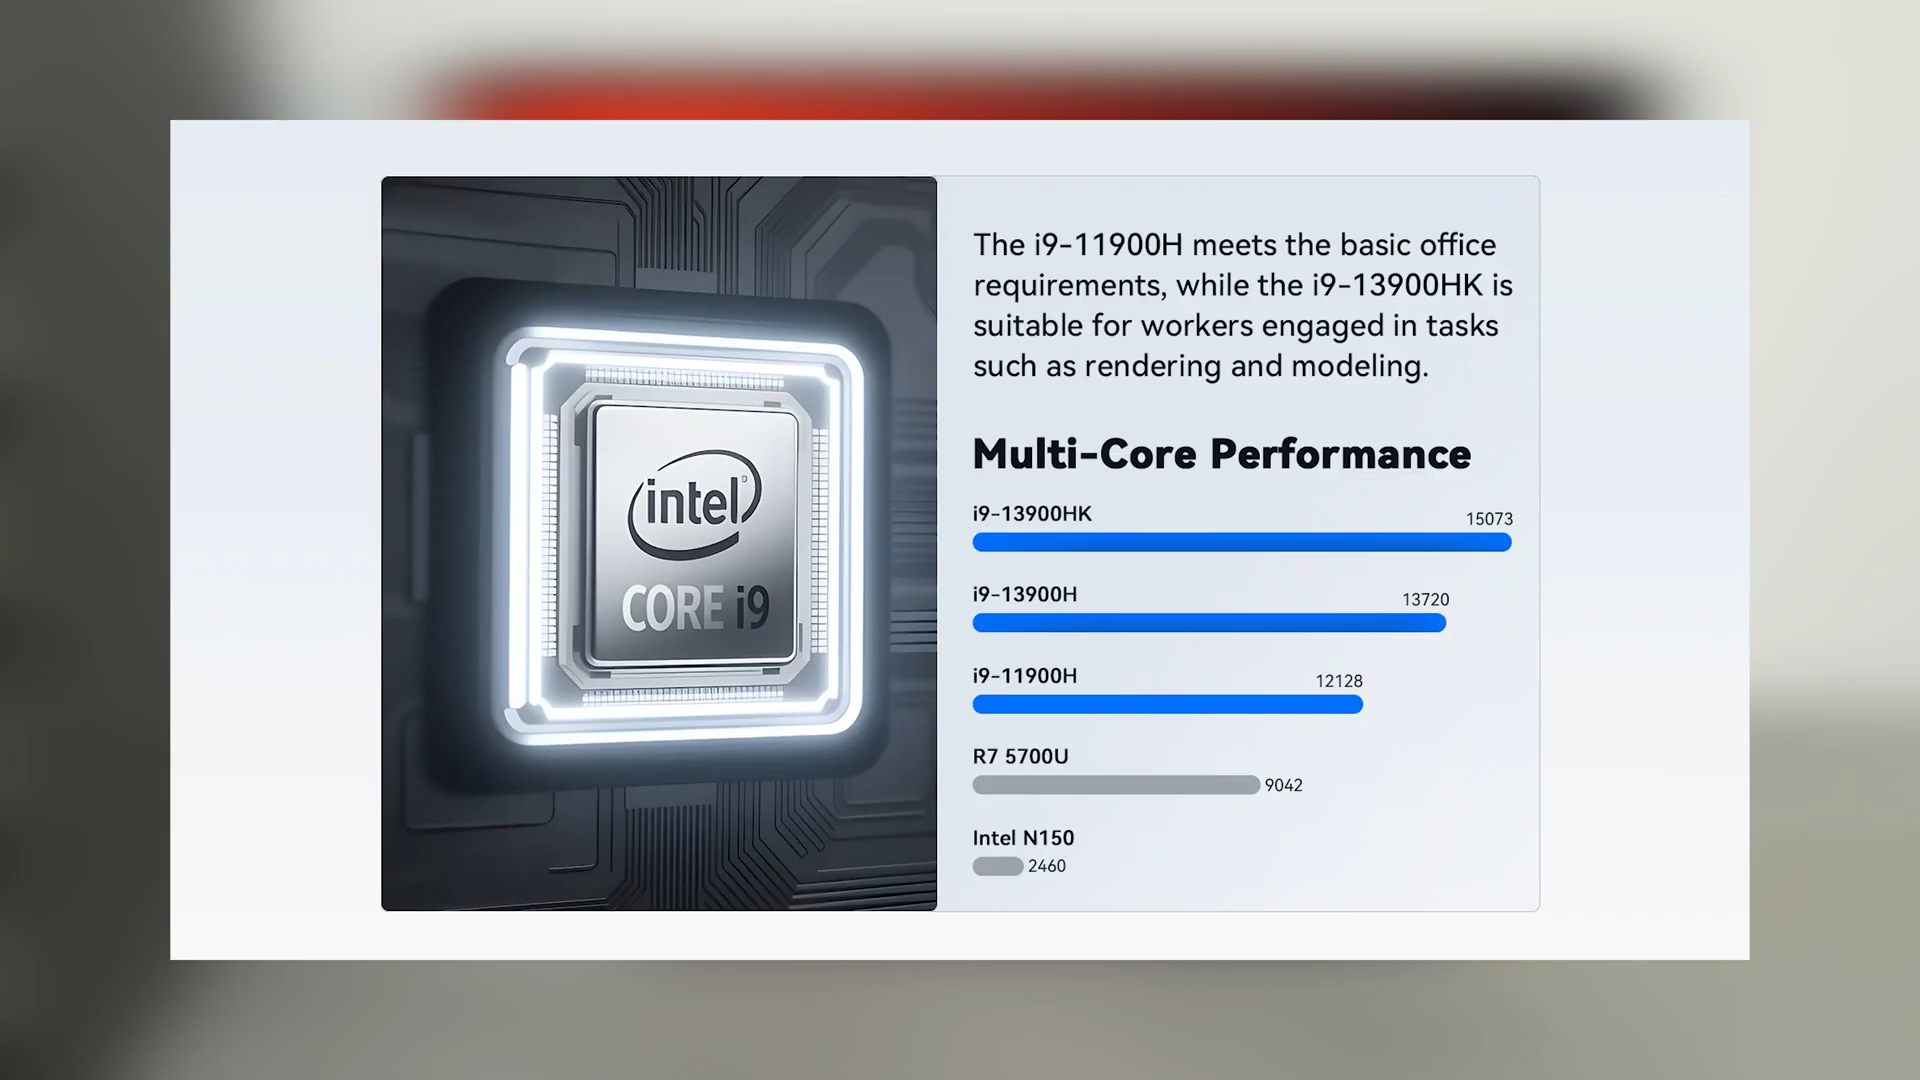 intel
CORE i9
The i9-11900H meets the basic office
requirements, while the i9-13900HK is
suitable for workers engaged in tasks
such as rendering and modeling.
Multi-Core Performance
i9-13900HK
15073
i9-13900H
13720
i9-11900H
12128
R7 5700U
9042
Intel N150
2460